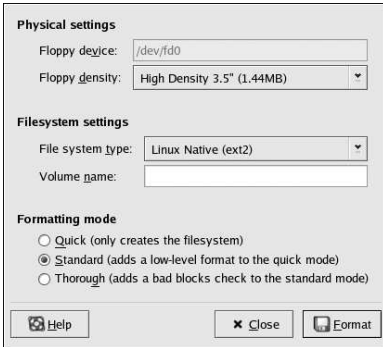 Physical settings
Floppy device: /dev/fd0
Floppy density: High Density 3.5" (1.44MB)
Filesystem settings
File system type: Linux Native (ext2)
Volume name:
Formatting mode
Quick (only creates the filesystem)
Standard (adds a low-level format to the quick mode)
Thorough (adds a bad blocks check to the standard mode)
Help Close Format